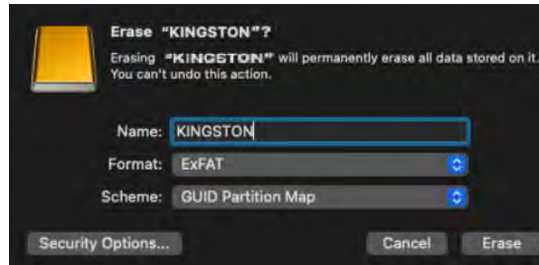 Erase “KINGSTON”?
Erasing “KINGSTON” will permanently erase all data stored on it.
You can't undo this action.
Name: KINGSTON
Format: ExFAT
Scheme: GUID Partition Map
Security Options... Cancel Erase